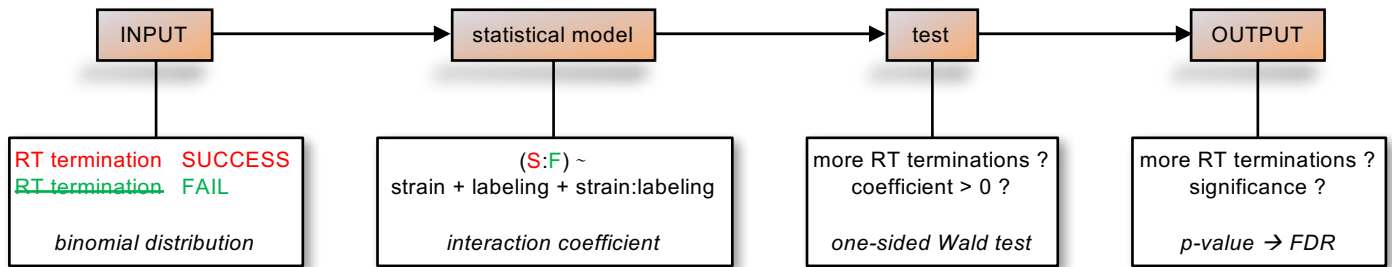 INPUT
statistical model
test
OUTPUT
RT termination SUCCESS
RT termination FAIL
binomial distribution
(S:F) ~
strain + labeling + strain:labeling
interaction coefficient
more RT terminations ?
coefficient > 0 ?
one-sided Wald test
more RT terminations ?
significance ?
p-value → FDR